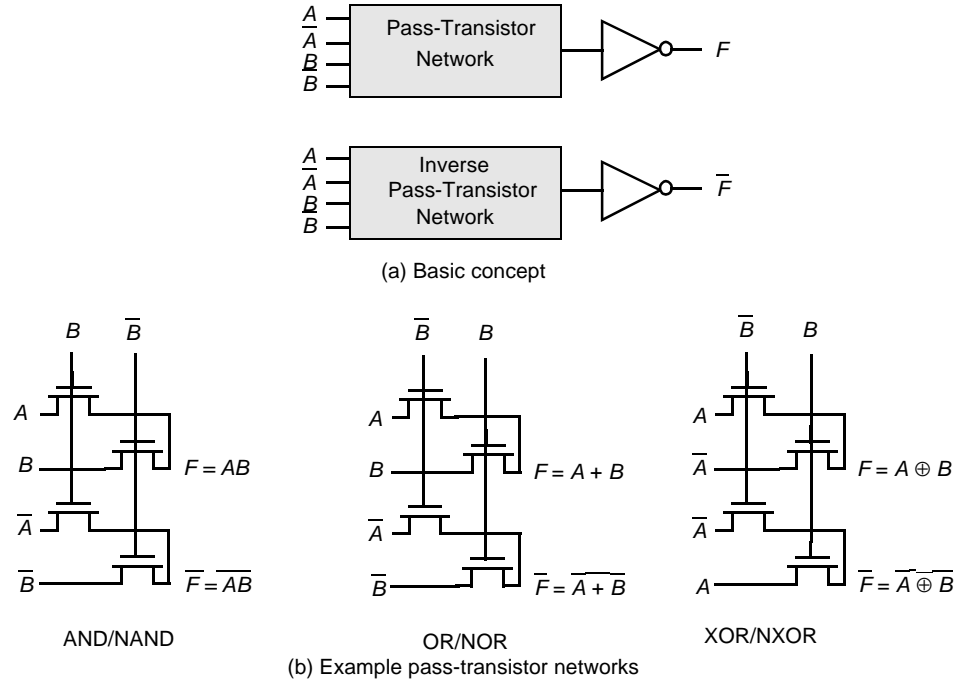 A
A̅
B
B̅
Pass-Transistor
Network
F
A
A̅
B
B̅
Inverse
Pass-Transistor
Network
F̅
(a) Basic concept
B B̅
A
B
F = AB
A̅
B̅
F̅ = A̅B̅
AND/NAND
B̅ B
A
B
F = A + B
A̅
B̅
F̅ = A̅ ̅+̅ ̅B̅
OR/NOR
B̅ B
A
A̅
F = A ⊕ B
A̅
A
F̅ = A̅ ̅⊕̅ ̅B̅
XOR/NXOR
(b) Example pass-transistor networks